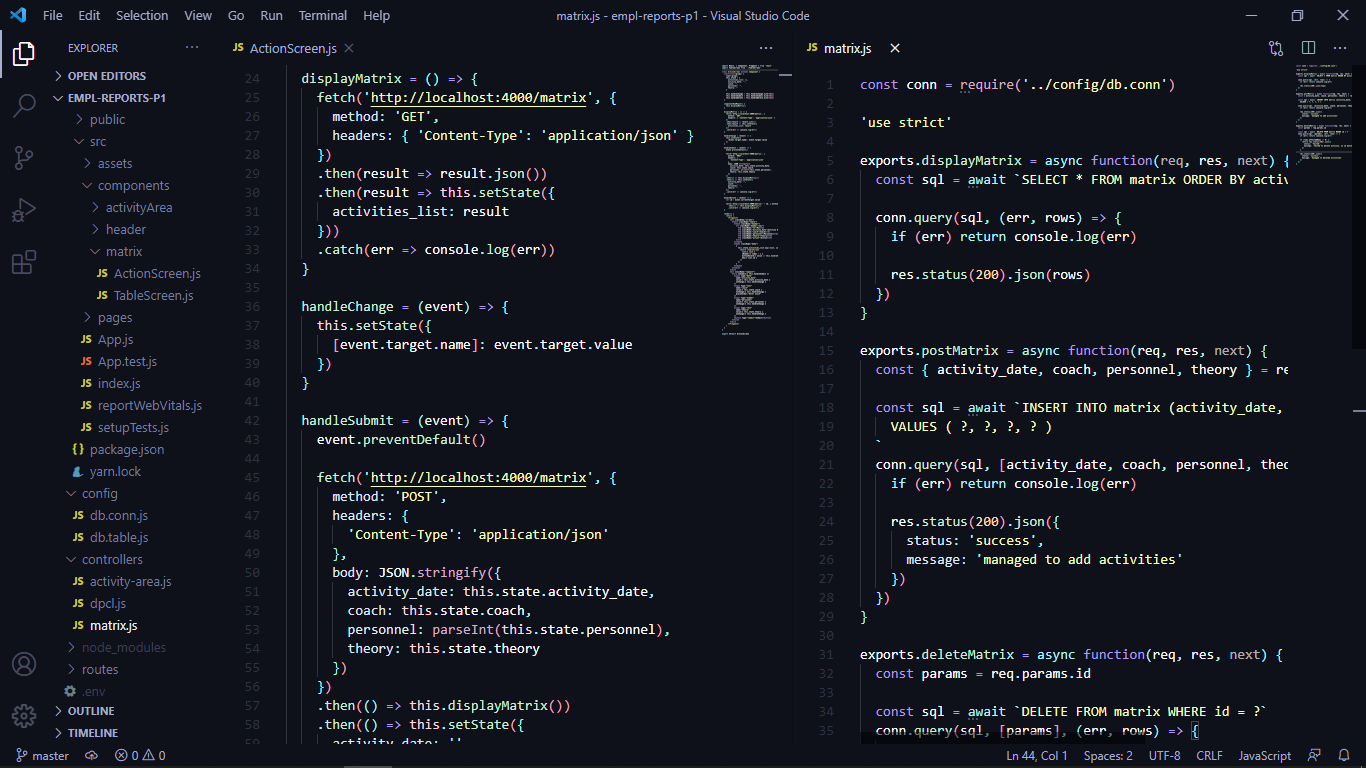 File Edit Selection View Go Run Terminal Help
matrix.js - empl-reports-p1 - Visual Studio Code
EXPLORER
OPEN EDITORS
EMPL-REPORTS-P1
public
src
assets
components
activityArea
header
matrix
JS ActionScreen.js
JS TableScreen.js
pages
JS App.js
JS App.test.js
JS index.js
JS reportWebVitals.js
JS setupTests.js
{} package.json
yarn.lock
config
JS db.conn.js
JS db.table.js
controllers
JS activity-area.js
JS dpcl.js
JS matrix.js
node_modules
routes
.env
OUTLINE
TIMELINE
JS ActionScreen.js
24 displayMatrix = () => {
25 fetch('http://localhost:4000/matrix', {
26 method: 'GET',
27 headers: { 'Content-Type': 'application/json' }
28 })
29 .then(result => result.json())
30 .then(result => this.setState({
31 activities_list: result
32 }))
33 .catch(err => console.log(err))
34 }
35
36 handleChange = (event) => {
37 this.setState({
38 [event.target.name]: event.target.value
39 })
40 }
41
42 handleSubmit = (event) => {
43 event.preventDefault()
44
45 fetch('http://localhost:4000/matrix', {
46 method: 'POST',
47 headers: {
48 'Content-Type': 'application/json'
49 },
50 body: JSON.stringify({
51 activity_date: this.state.activity_date,
52 coach: this.state.coach,
53 personnel: parseInt(this.state.personnel),
54 theory: this.state.theory
55 })
56 })
57 .then(() => this.displayMatrix())
58 .then(() => this.setState({
59 activity_date: ''
JS matrix.js
1 const conn = require('../config/db.conn')
2
3 'use strict'
4
5 exports.displayMatrix = async function(req, res, next) {
6 const sql = await `SELECT * FROM matrix ORDER BY activ
7
8 conn.query(sql, (err, rows) => {
9 if (err) return console.log(err)
10
11 res.status(200).json(rows)
12 })
13 }
14
15 exports.postMatrix = async function(req, res, next) {
16 const { activity_date, coach, personnel, theory } = re
17
18 const sql = await `INSERT INTO matrix (activity_date,
19 VALUES ( ?, ?, ?, ? )
20 `
21 conn.query(sql, [activity_date, coach, personnel, theo
22 if (err) return console.log(err)
23
24 res.status(200).json({
25 status: 'success',
26 message: 'managed to add activities'
27 })
28 })
29 }
30
31 exports.deleteMatrix = async function(req, res, next) {
32 const params = req.params.id
33
34 const sql = await `DELETE FROM matrix WHERE id = ?`
35 conn.query(sql, [params], (err, rows) => {
master 0 0 Ln 44, Col 1 Spaces: 2 UTF-8 CRLF JavaScript